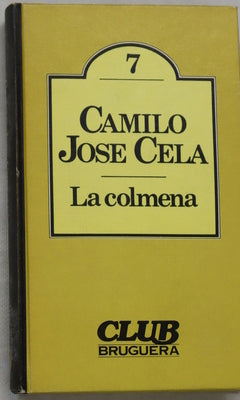 7
CAMILO
JOSE CELA
La colmena
CLUB
BRUGUERA